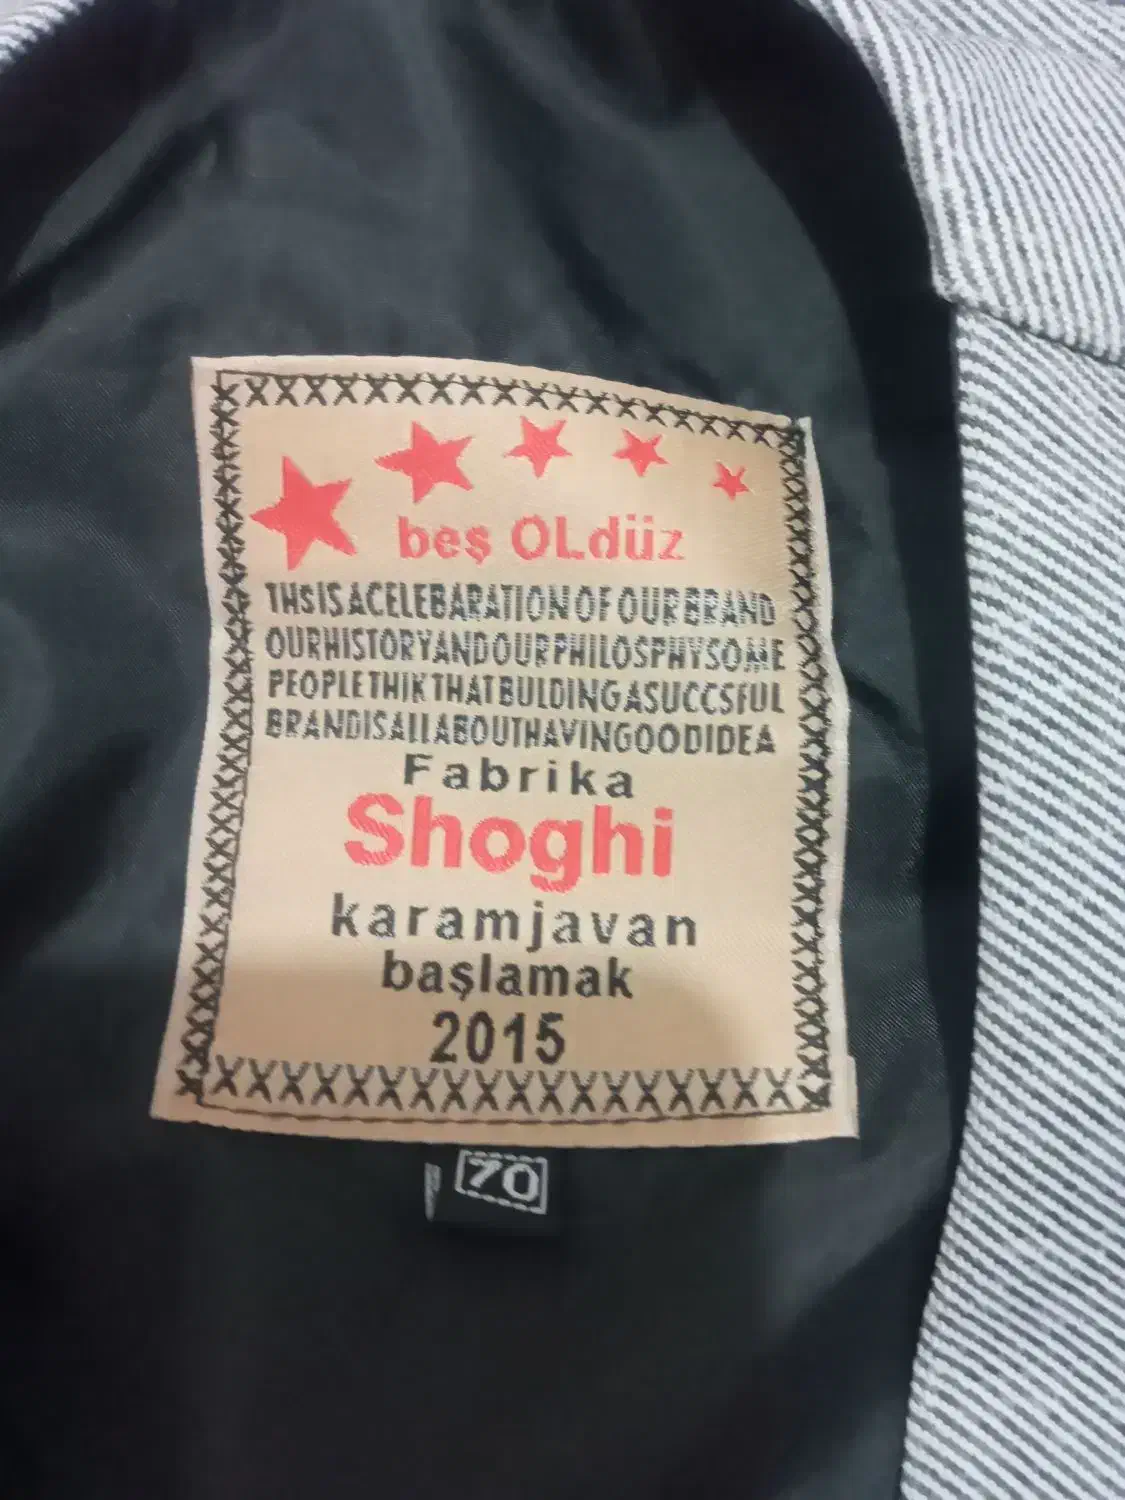 beş OLdüz
THSISACELEBARATIONOFOURBRAND
OURHISTORYANDOURPHILOSPHYSOME
PEOPLETHIKTHATBULDINGASUCCSFUL
BRANDISALLABOUTHAVINGOODIDEA
Fabrika
Shoghi
karamjavan
başlamak
2015
70